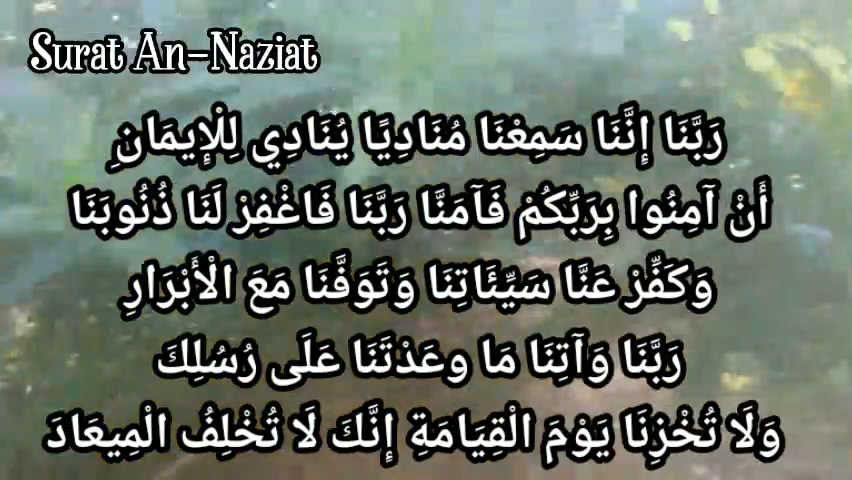 Surat An-Naziat
رَبَّنَا إِنَّنَا سَمِعْنَا مُنَادِيًا يُنَادِي لِلْإِيمَانِ
أَنْ آمِنُوا بِرَبِّكُمْ فَآمَنَّا رَبَّنَا فَاغْفِرْ لَنَا ذُنُوبَنَا
وَكَفِّرْ عَنَّا سَيِّئَاتِنَا وَتَوَفَّنَا مَعَ الْأَبْرَارِ
رَبَّنَا وَآتِنَا مَا وعَدْتَنَا عَلَى رُسُلِكَ
وَلَا تُخْزِنَا يَوْمَ الْقِيَامَةِ إِنَّكَ لَا تُخْلِفُ الْمِيعَادَ